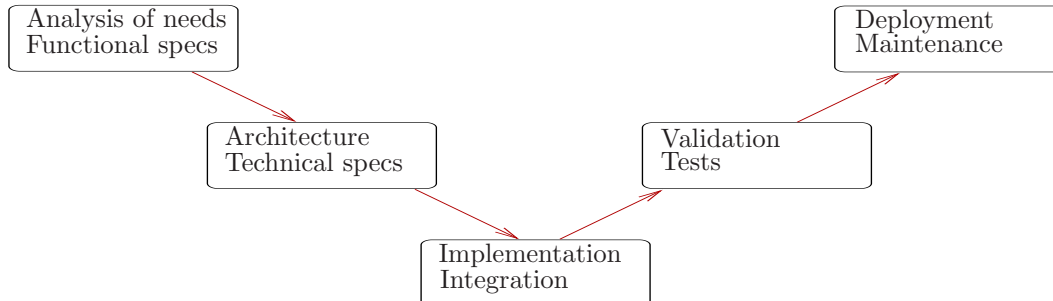 Analysis of needs
Functional specs
Deployment
Maintenance
Architecture
Technical specs
Validation
Tests
Implementation
Integration